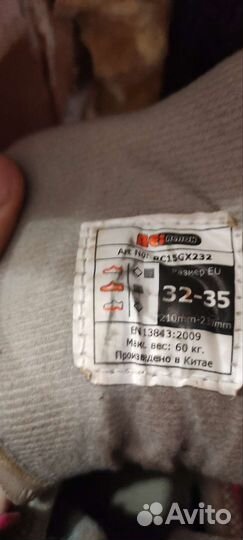 Art No: RC15GX232
Размер EU
32-35
EN13843:2009
Макс. вес: 60 кг.
Произведено в Китае
Avito